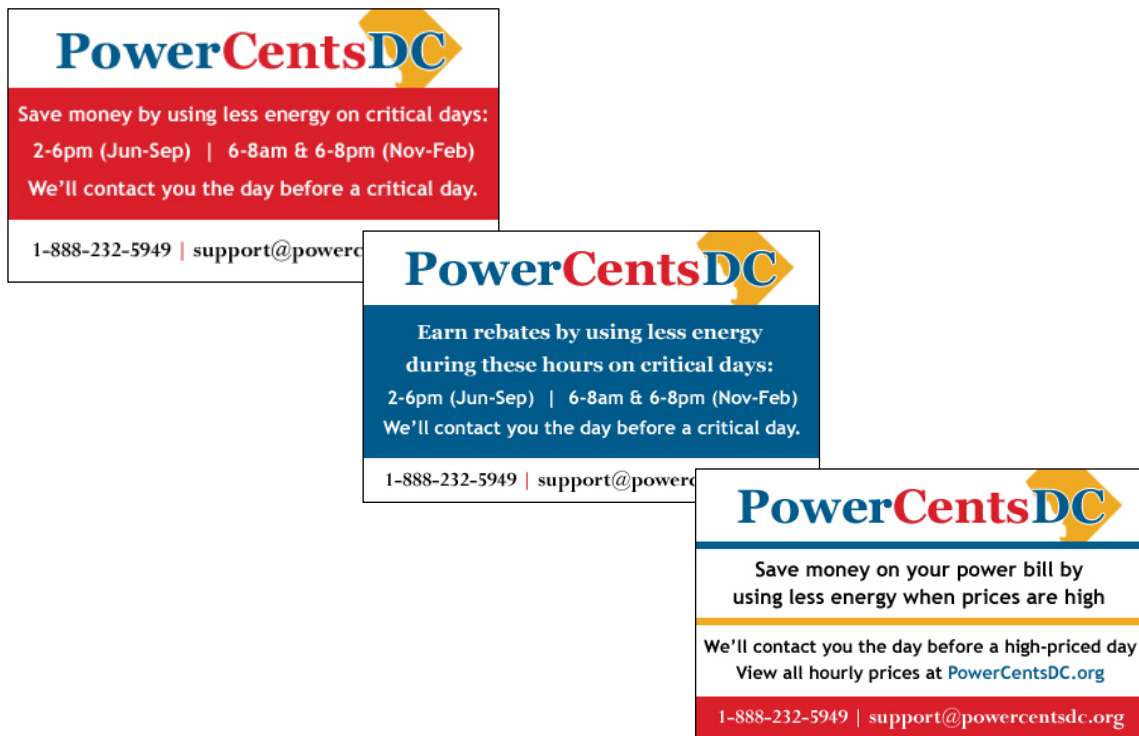 PowerCentsDC
Save money by using less energy on critical days:
2-6pm (Jun-Sep) | 6-8am & 6-8pm (Nov-Feb)
We'll contact you the day before a critical day.
1-888-232-5949 | support@powerc
PowerCentsDC
Earn rebates by using less energy
during these hours on critical days:
2-6pm (Jun-Sep) | 6-8am & 6-8pm (Nov-Feb)
We'll contact you the day before a critical day.
1-888-232-5949 | support@powerc
PowerCentsDC
Save money on your power bill by
using less energy when prices are high
We'll contact you the day before a high-priced day
View all hourly prices at PowerCentsDC.org
1-888-232-5949 | support@powercentsdc.org